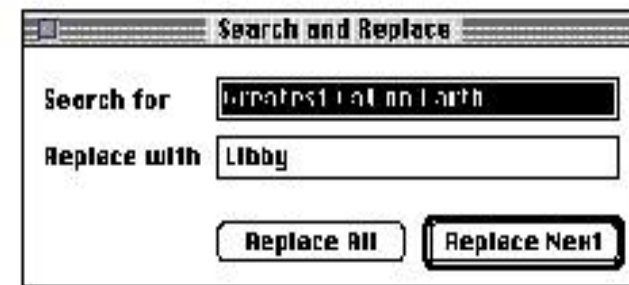 Search and Replace
Search for Greatest Cat on Earth
Replace with Libby
Replace All Replace Next